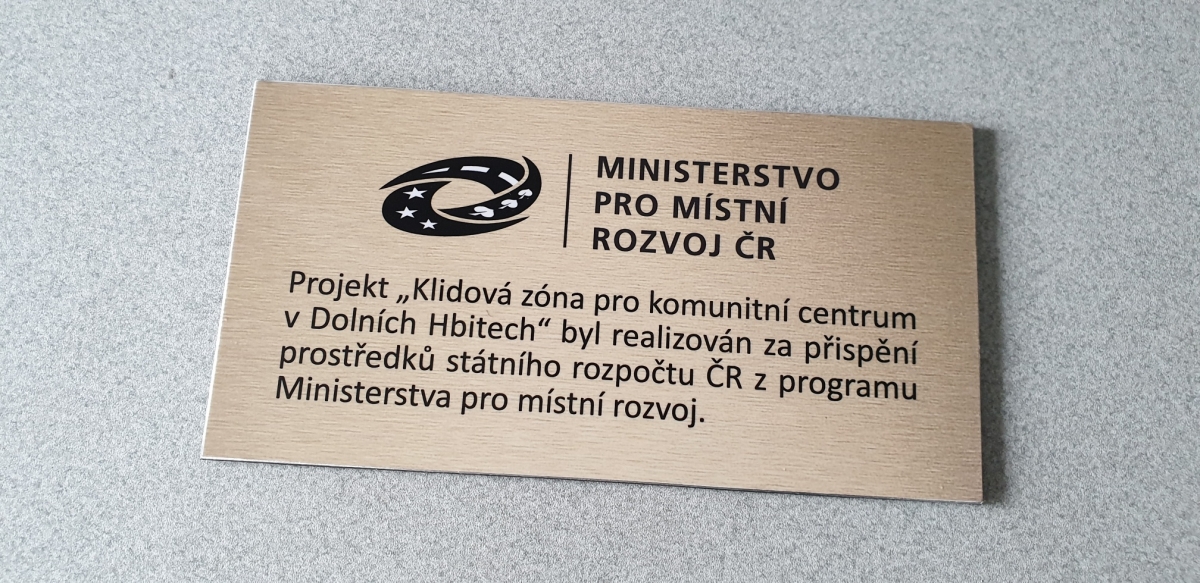 MINISTERSTVO
PRO MÍSTNÍ
ROZVOJ ČR
Projekt „Klidová zóna pro komunitní centrum
v Dolních Hbitech“ byl realizován za přispění
prostředků státního rozpočtu ČR z programu
Ministerstva pro místní rozvoj.